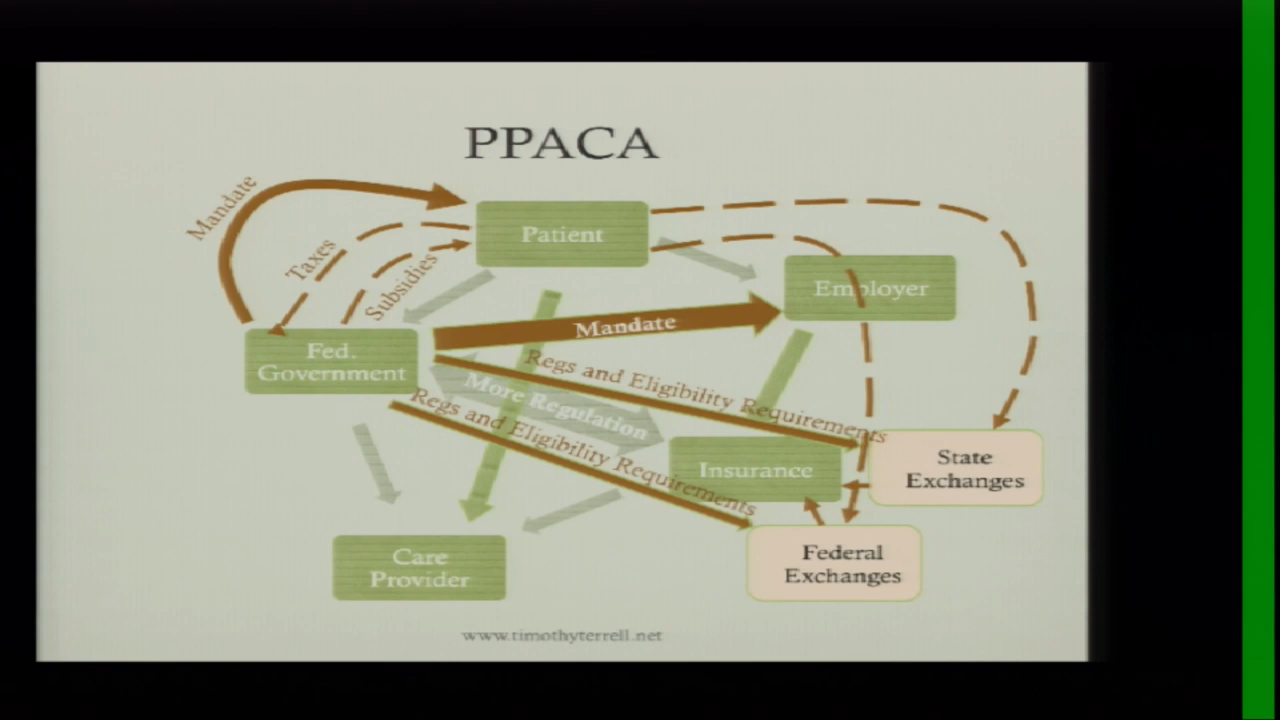 PPACA
Mandate
Patient
Taxes
Subsidies
Employer
Mandate
Fed.
Government
Regs and Eligibility Requirements
More Regulation
Regs and Eligibility Requirements
Insurance
State
Exchanges
Care
Provider
Federal
Exchanges
www.timothyterrell.net